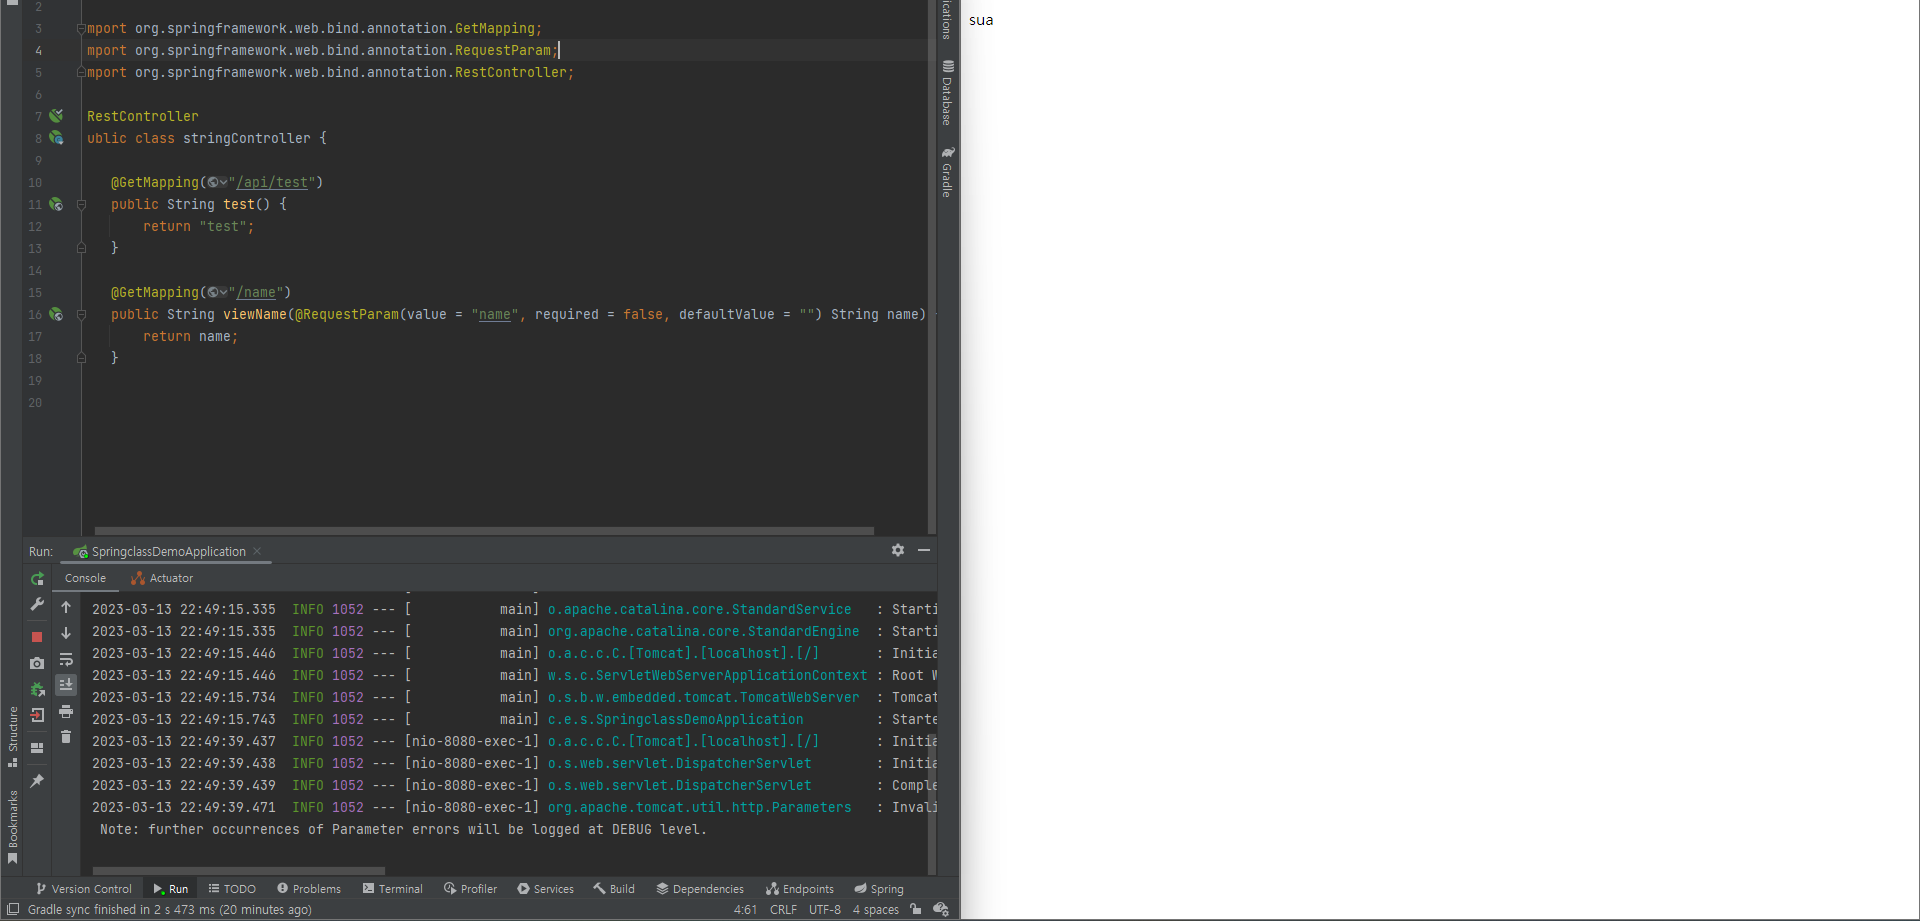 2
3 mport org.springframework.web.bind.annotation.GetMapping;
4 mport org.springframework.web.bind.annotation.RequestParam;
5 mport org.springframework.web.bind.annotation.RestController;
6
7 RestController
8 ublic class stringController {
9
10 @GetMapping("/api/test")
11 public String test() {
12 return "test";
13 }
14
15 @GetMapping("/name")
16 public String viewName(@RequestParam(value = "name", required = false, defaultValue = "") String name)
17 return name;
18 }
19
20
ications
Database
Gradle
sua
Run: SpringclassDemoApplication
Console Actuator
2023-03-13 22:49:15.335 INFO 1052 --- [ main] o.apache.catalina.core.StandardService : Starti
2023-03-13 22:49:15.335 INFO 1052 --- [ main] org.apache.catalina.core.StandardEngine : Starti
2023-03-13 22:49:15.446 INFO 1052 --- [ main] o.a.c.c.C.[Tomcat].[localhost].[/] : Initia
2023-03-13 22:49:15.446 INFO 1052 --- [ main] w.s.c.ServletWebServerApplicationContext : Root W
2023-03-13 22:49:15.734 INFO 1052 --- [ main] o.s.b.w.embedded.tomcat.TomcatWebServer : Tomcat
2023-03-13 22:49:15.743 INFO 1052 --- [ main] c.e.s.SpringclassDemoApplication : Starte
2023-03-13 22:49:39.437 INFO 1052 --- [nio-8080-exec-1] o.a.c.c.C.[Tomcat].[localhost].[/] : Initia
2023-03-13 22:49:39.438 INFO 1052 --- [nio-8080-exec-1] o.s.web.servlet.DispatcherServlet : Initia
2023-03-13 22:49:39.439 INFO 1052 --- [nio-8080-exec-1] o.s.web.servlet.DispatcherServlet : Comple
2023-03-13 22:49:39.471 INFO 1052 --- [nio-8080-exec-1] org.apache.tomcat.util.http.Parameters : Invali
Note: further occurrences of Parameter errors will be logged at DEBUG level.
Structure
Bookmarks
Version Control Run TODO Problems Terminal Profiler Services Build Dependencies Endpoints Spring
Gradle sync finished in 2 s 473 ms (20 minutes ago) 4:61 CRLF UTF-8 4 spaces